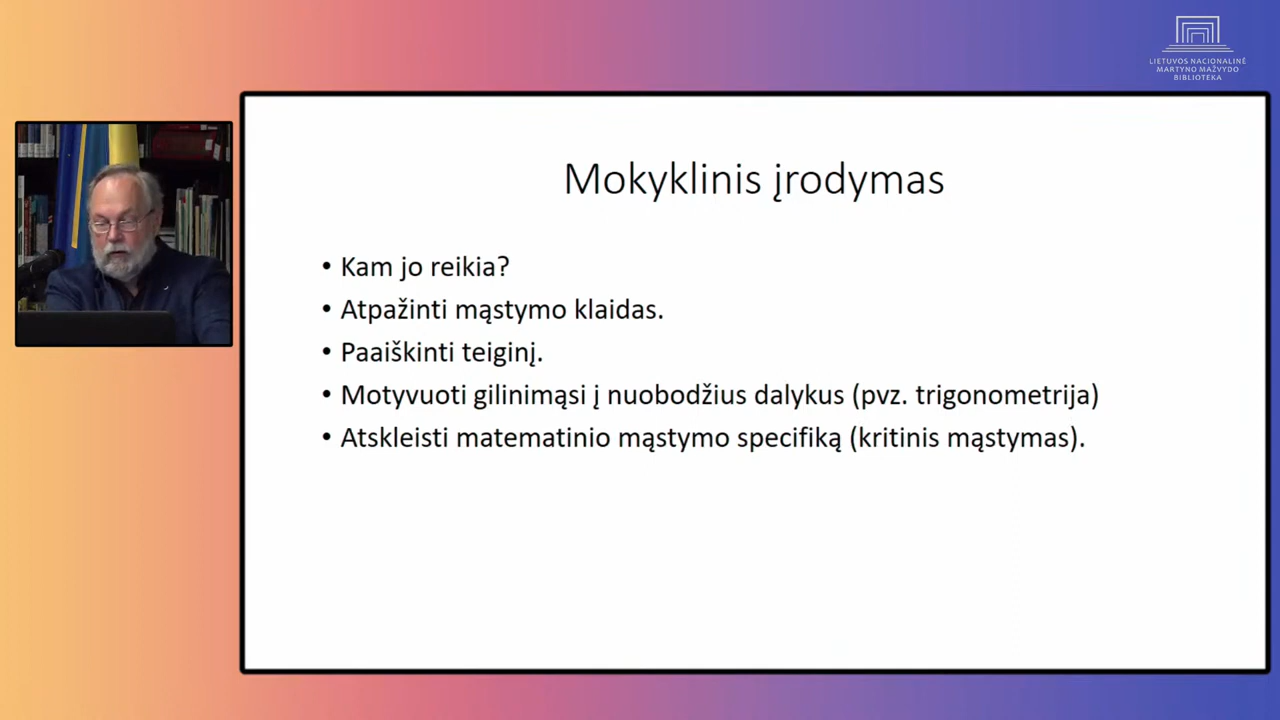 LIETUVOS NACIONALINĖ
MARTYNO MAŽVYDO
BIBLIOTEKA
Mokyklinis įrodymas
• Kam jo reikia?
• Atpažinti mąstymo klaidas.
• Paaiškinti teiginį.
• Motyvuoti gilinimąsi į nuobodžius dalykus (pvz. trigonometrija)
• Atskleisti matematinio mąstymo specifiką (kritinis mąstymas).